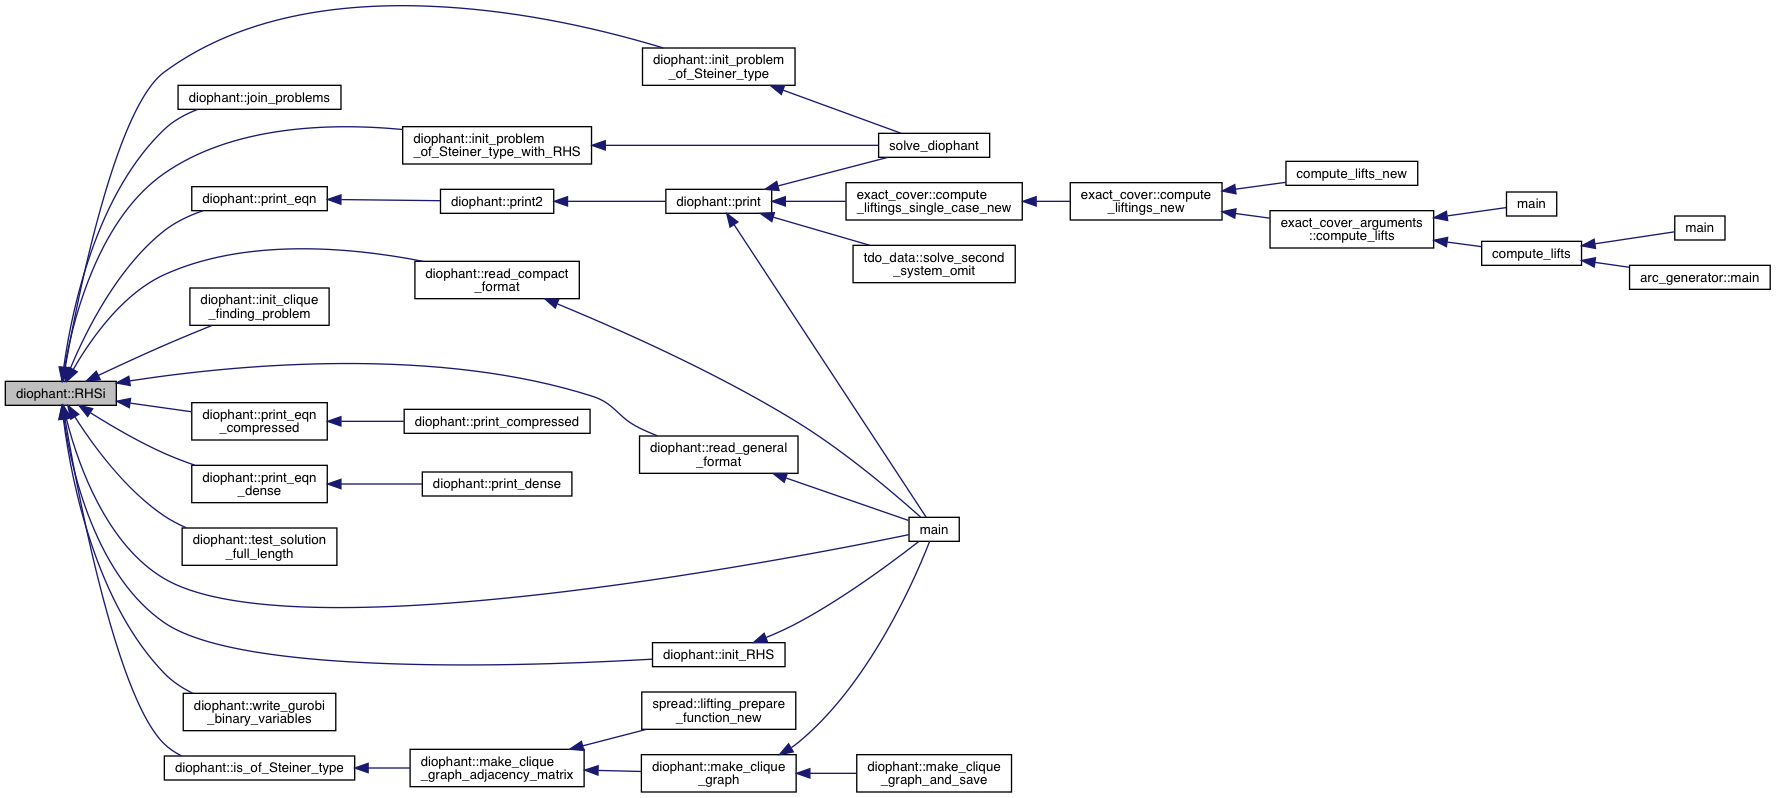 diophant::init_problem
_of_Steiner_type
diophant::join_problems
diophant::init_problem
_of_Steiner_type_with_RHS
solve_diophant
diophant::print_eqn
diophant::print2
diophant::print
exact_cover::compute
_liftings_single_case_new
exact_cover::compute
_liftings_new
compute_lifts_new
exact_cover_arguments
::compute_lifts
main
compute_lifts
main
arc_generator::main
tdo_data::solve_second
_system_omit
diophant::read_compact
_format
diophant::init_clique
_finding_problem
diophant::RHSi
diophant::print_eqn
_compressed
diophant::print_compressed
diophant::read_general
_format
diophant::print_eqn
_dense
diophant::print_dense
diophant::test_solution
_full_length
main
diophant::init_RHS
diophant::write_gurobi
_binary_variables
spread::lifting_prepare
_function_new
diophant::is_of_Steiner_type
diophant::make_clique
_graph_adjacency_matrix
diophant::make_clique
_graph
diophant::make_clique
_graph_and_save